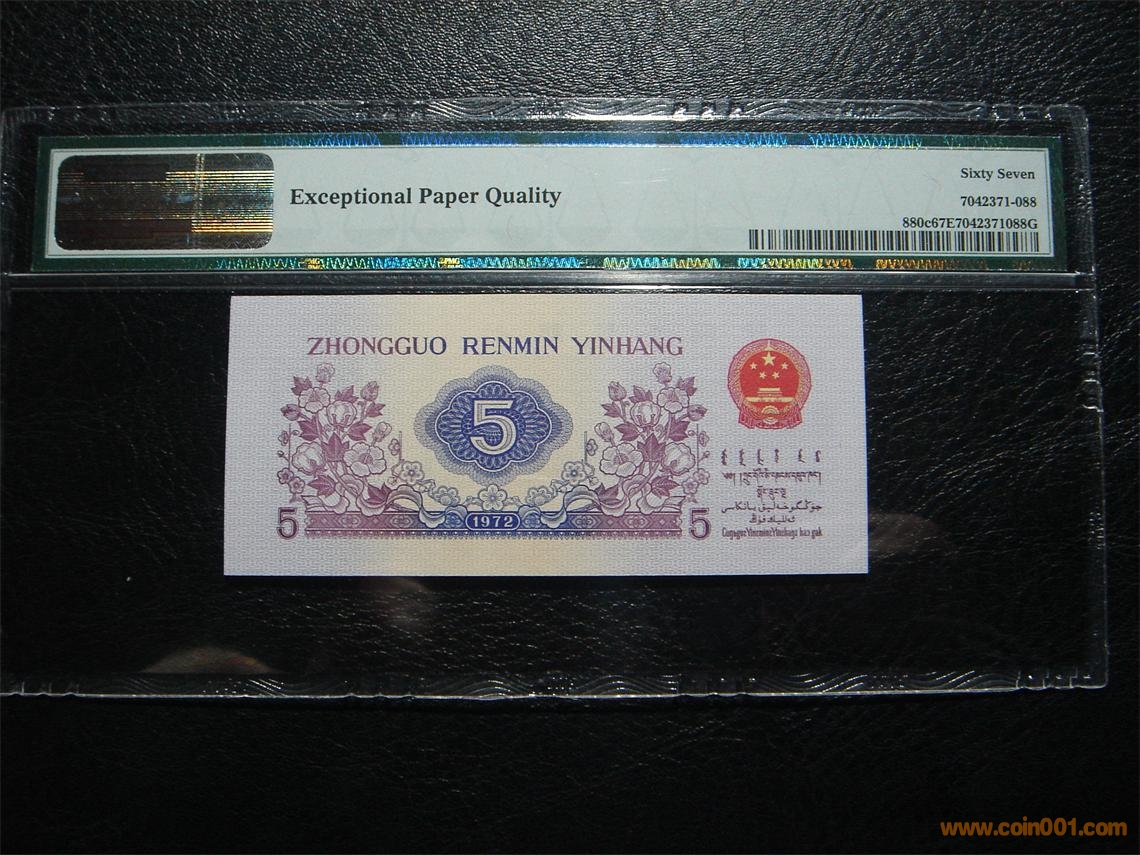 Exceptional Paper Quality
Sixty Seven
7042371-088
880c67E7042371088G
ZHONGGUO RENMIN YINHANG
5
1972
5 5
www.coin001.com